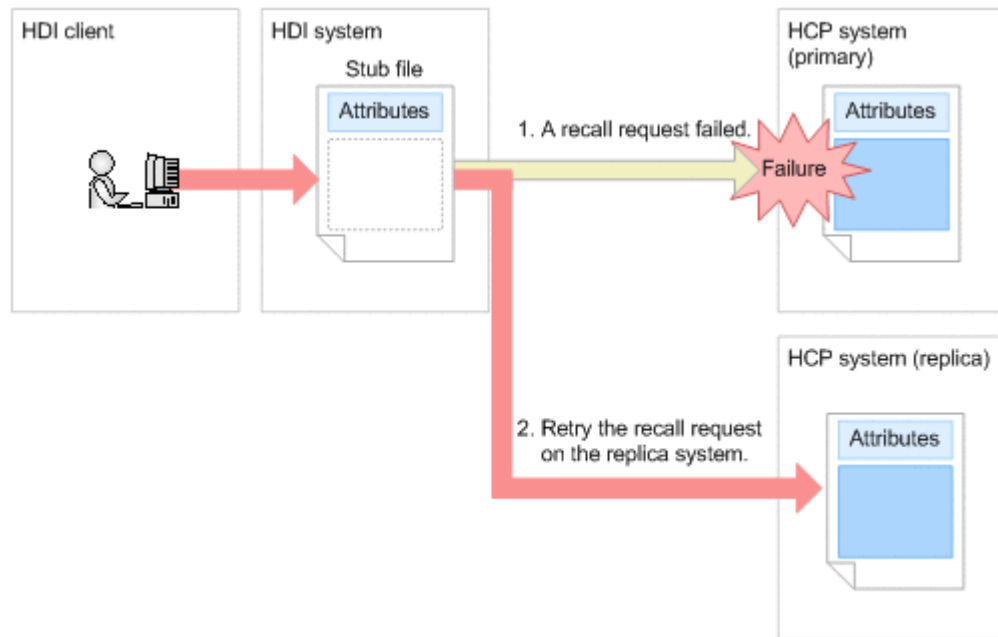 HDI client
HDI system
Stub file
Attributes
1. A recall request failed.
HCP system
(primary)
Attributes
Failure
HCP system (replica)
2. Retry the recall request
on the replica system.
Attributes